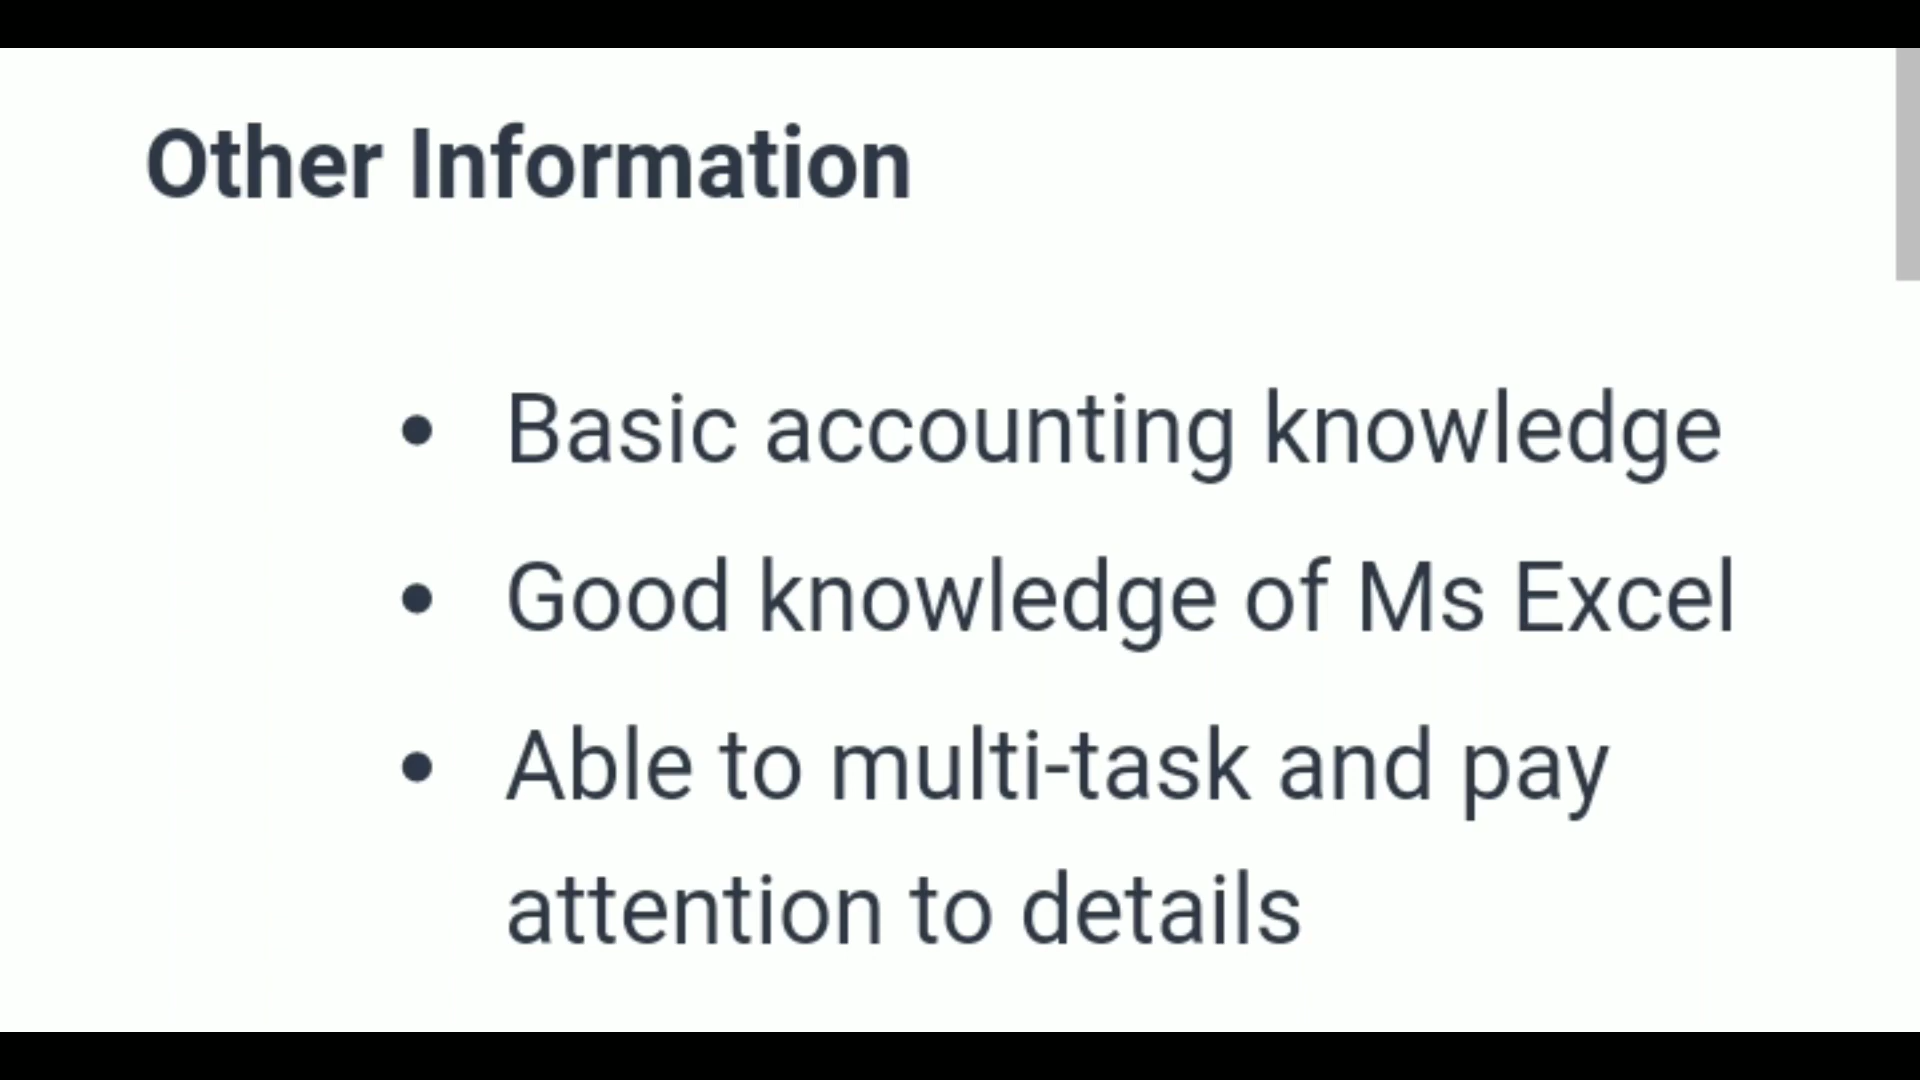 Other Information
• Basic accounting knowledge
• Good knowledge of Ms Excel
• Able to multi-task and pay
attention to details